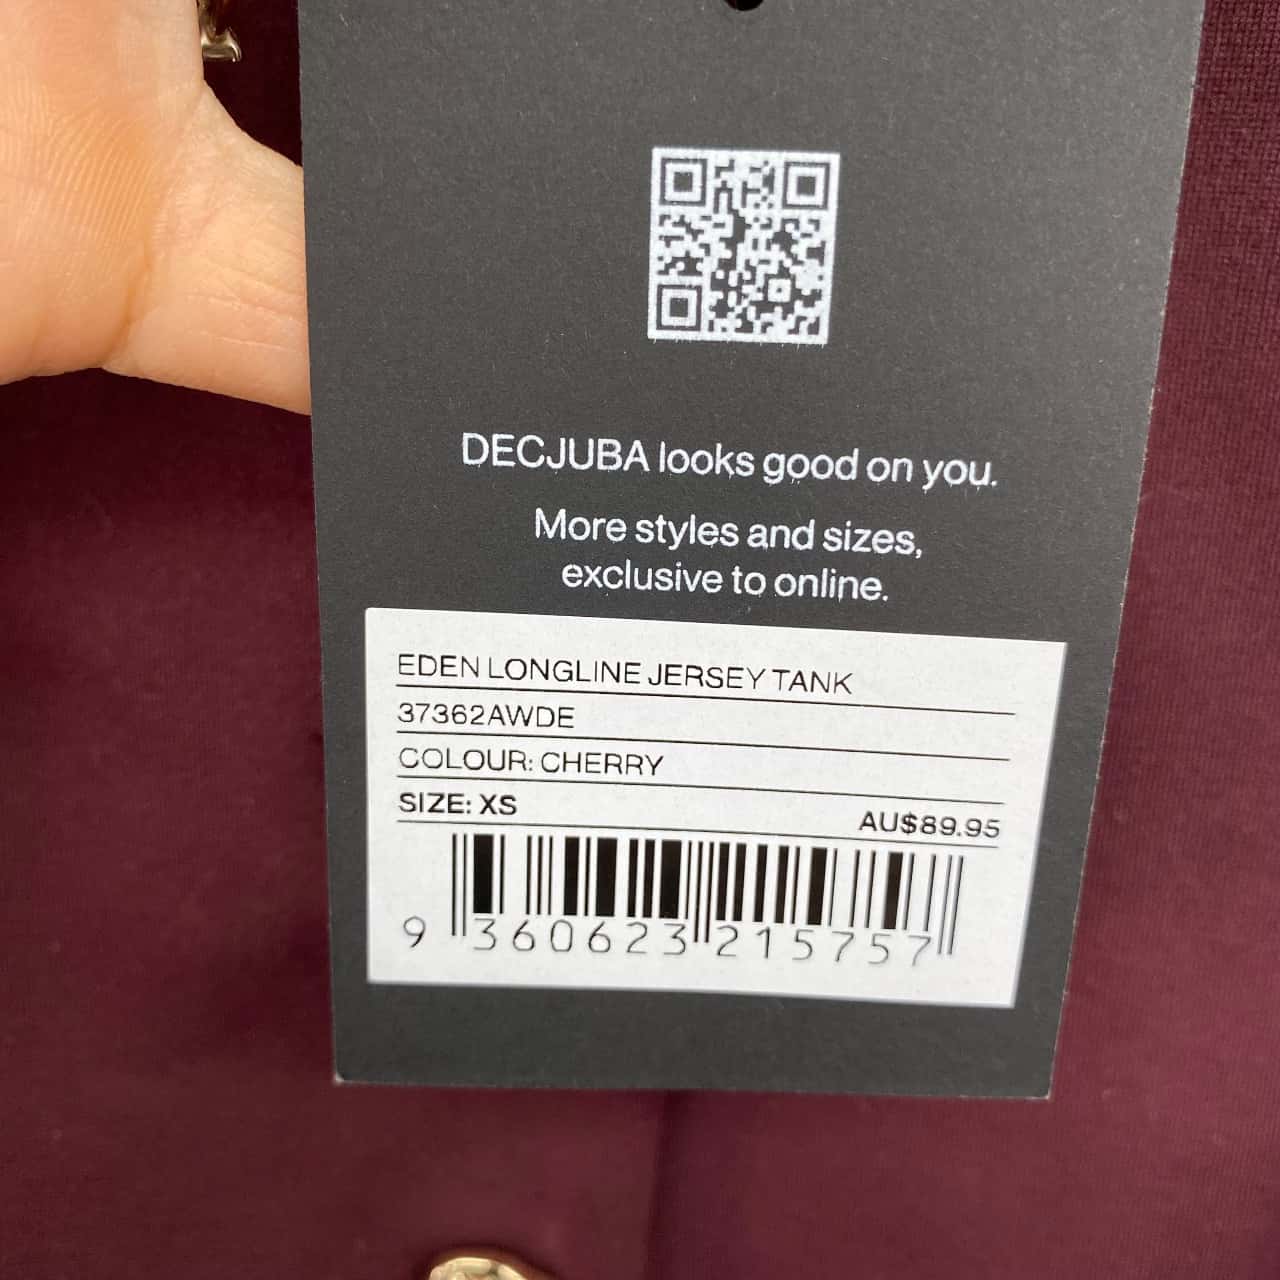 DECJUBA looks good on you.
More styles and sizes,
exclusive to online.
EDEN LONGLINE JERSEY TANK
37362AWDE
COLOUR: CHERRY
SIZE: XS
AU$89.95
9 360623 215757